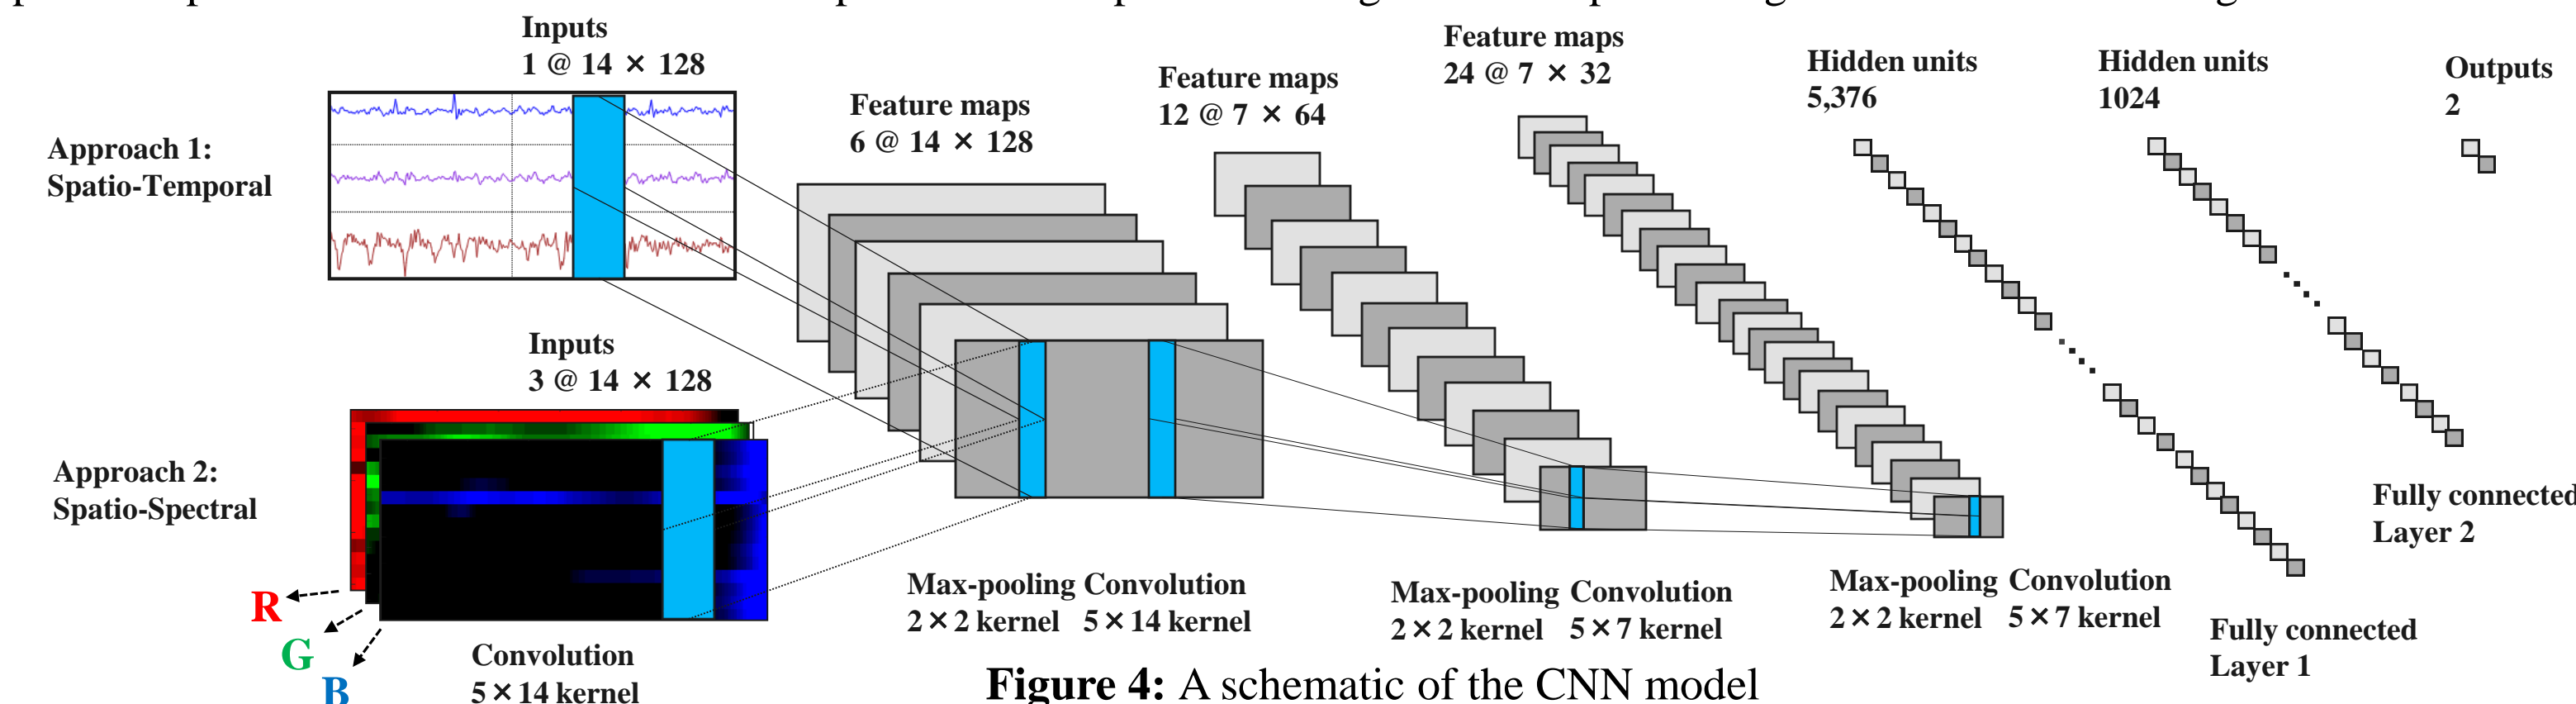 Inputs
1 @ 14 × 128
Approach 1:
Spatio-Temporal
Feature maps
6 @ 14 × 128
Feature maps
12 @ 7 × 64
Feature maps
24 @ 7 × 32
Hidden units
5,376
Hidden units
1024
Outputs
2
Inputs
3 @ 14 × 128
Approach 2:
Spatio-Spectral
R
G
B
Convolution
5 × 14 kernel
Max-pooling Convolution
2 × 2 kernel 5 × 14 kernel
Max-pooling Convolution
2 × 2 kernel 5 × 7 kernel
Max-pooling Convolution
2 × 2 kernel 5 × 7 kernel
Fully connected
Layer 1
Fully connected
Layer 2
Figure 4: A schematic of the CNN model